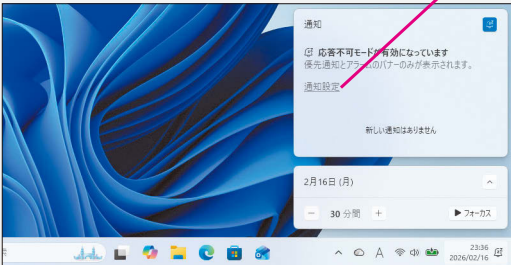 通知
応答不可モードが有効になっています
優先通知とアラームのバナーのみが表示されます。
通知設定
新しい通知はありません
2月16日 (月)
30 分間
フォーカス
A
23:36
2026/02/16